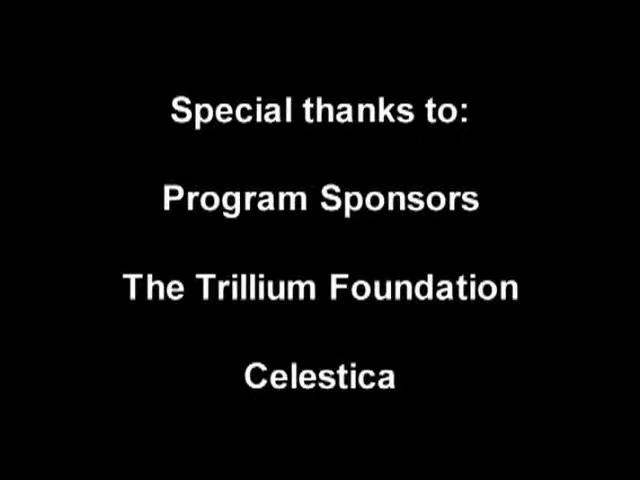 Special thanks to:
Program Sponsors
The Trillium Foundation
Celestica